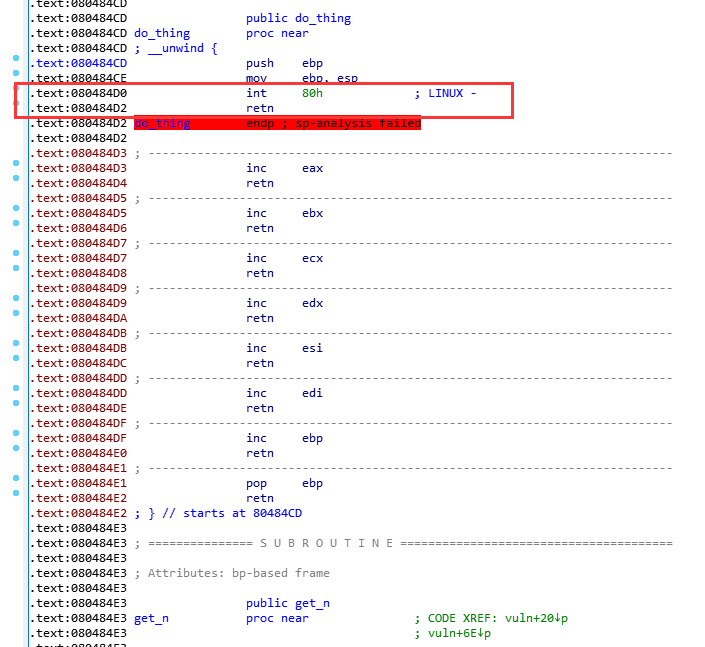 .text:080484CD
.text:080484CD public do_thing
.text:080484CD do_thing proc near
.text:080484CD ; __unwind {
.text:080484CD push ebp
.text:080484CE mov ebp, esp
.text:080484D0 int 80h ; LINUX -
.text:080484D2 retn
.text:080484D2 do_thing endp ; sp-analysis failed
.text:080484D2
.text:080484D3 ; ---------------------------------------------------------------------------
.text:080484D3 inc eax
.text:080484D4 retn
.text:080484D5 ; ---------------------------------------------------------------------------
.text:080484D5 inc ebx
.text:080484D6 retn
.text:080484D7 ; ---------------------------------------------------------------------------
.text:080484D7 inc ecx
.text:080484D8 retn
.text:080484D9 ; ---------------------------------------------------------------------------
.text:080484D9 inc edx
.text:080484DA retn
.text:080484DB ; ---------------------------------------------------------------------------
.text:080484DB inc esi
.text:080484DC retn
.text:080484DD ; ---------------------------------------------------------------------------
.text:080484DD inc edi
.text:080484DE retn
.text:080484DF ; ---------------------------------------------------------------------------
.text:080484DF inc ebp
.text:080484E0 retn
.text:080484E1 ; ---------------------------------------------------------------------------
.text:080484E1 pop ebp
.text:080484E2 retn
.text:080484E2 ; } // starts at 80484CD
.text:080484E3
.text:080484E3 ; =============== S U B R O U T I N E =======================================
.text:080484E3
.text:080484E3 ; Attributes: bp-based frame
.text:080484E3
.text:080484E3 public get_n
.text:080484E3 get_n proc near ; CODE XREF: vuln+20↓p
.text:080484E3 ; vuln+6E↓p